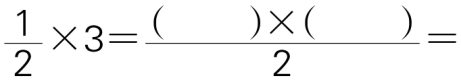 1/2×3=(  )×(  )/2=